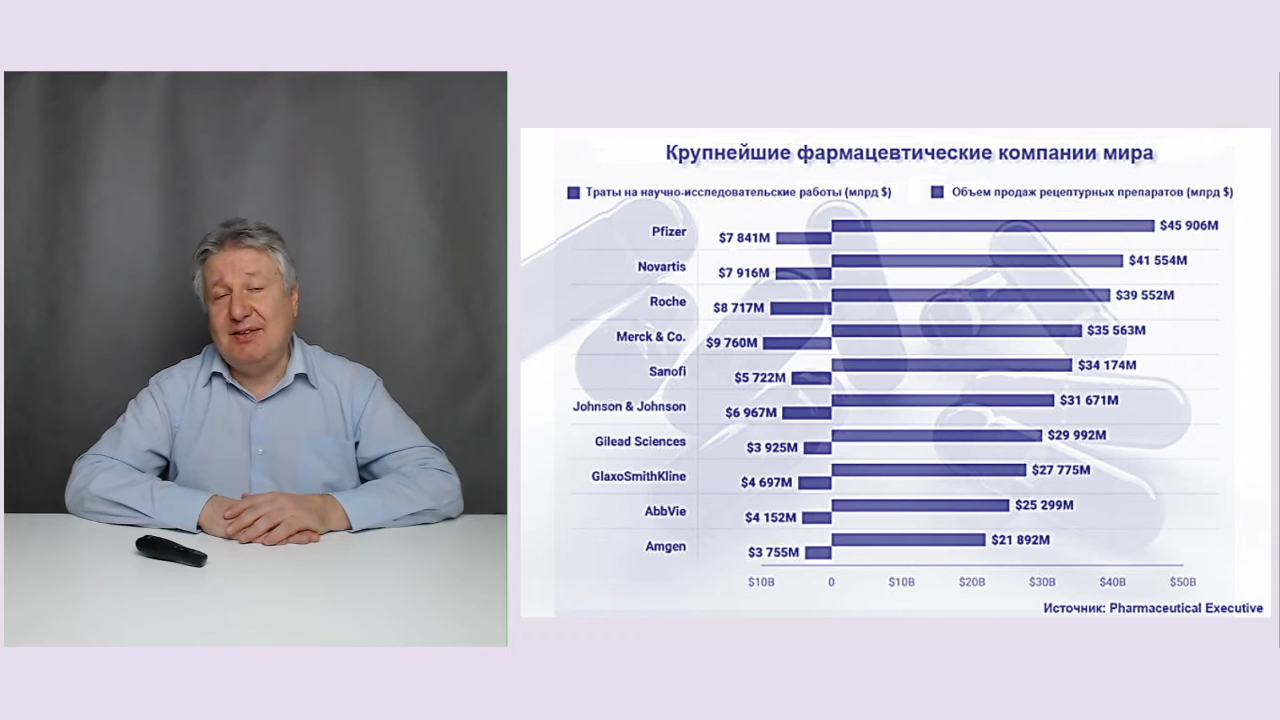 Крупнейшие фармацевтические компании мира
Траты на научно-исследовательские работы (млрд $)
Объем продаж рецептурных препаратов (млрд $)
Pfizer $7 841M $45 906M
Novartis $7 916M $41 554M
Roche $8 717M $39 552M
Merck & Co. $9 760M $35 563M
Sanofi $5 722M $34 174M
Johnson & Johnson $6 967M $31 671M
Gilead Sciences $3 925M $29 992M
GlaxoSmithKline $4 697M $27 775M
AbbVie $4 152M $25 299M
Amgen $3 755M $21 892M
$10B 0 $10B $20B $30B $40B $50B
Источник: Pharmaceutical Executive